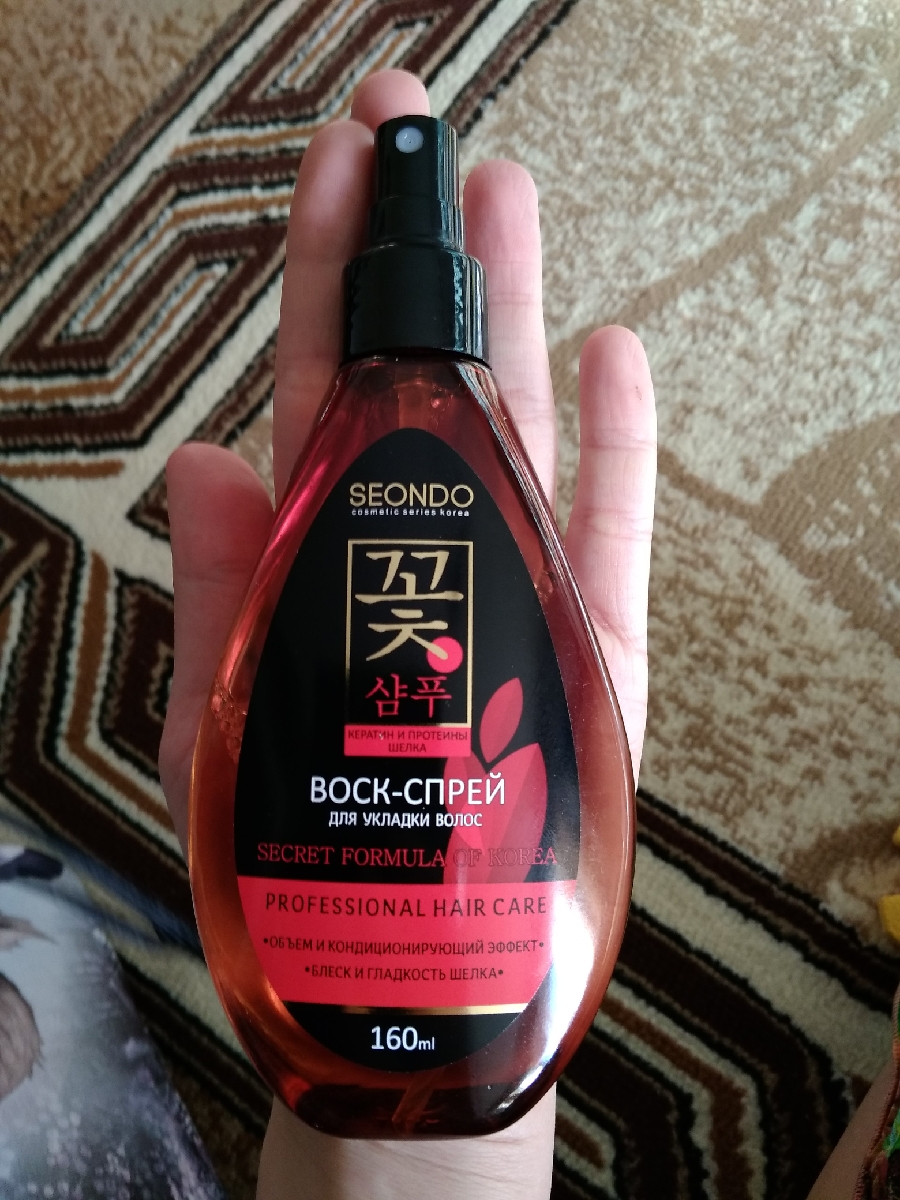 SEONDO
cosmetic series korea
꽃
샴푸
КЕРАТИН И ПРОТЕИНЫ
ШЕЛКА
ВОСК-СПРЕЙ
ДЛЯ УКЛАДКИ ВОЛОС
SECRET FORMULA OF KOREA
PROFESSIONAL HAIR CARE
•ОБЪЕМ И КОНДИЦИОНИРУЮЩИЙ ЭФФЕКТ•
•БЛЕСК И ГЛАДКОСТЬ ШЕЛКА•
160ml